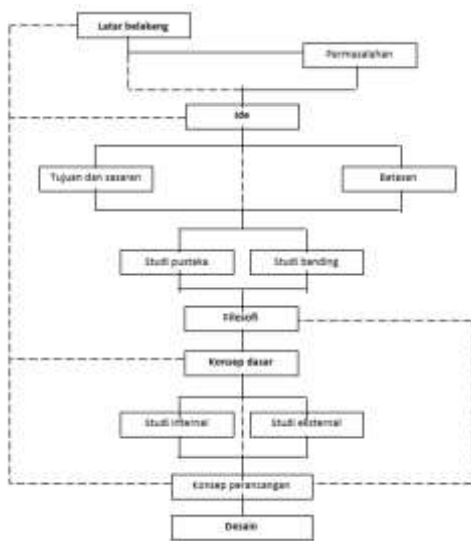 Latar belakang
Permasalahan
Ide
Tujuan dan sasaran
Batasan
Studi pustaka
Studi banding
Filosofi
Konsep dasar
Studi internal
Studi eksternal
Konsep perancangan
Desain